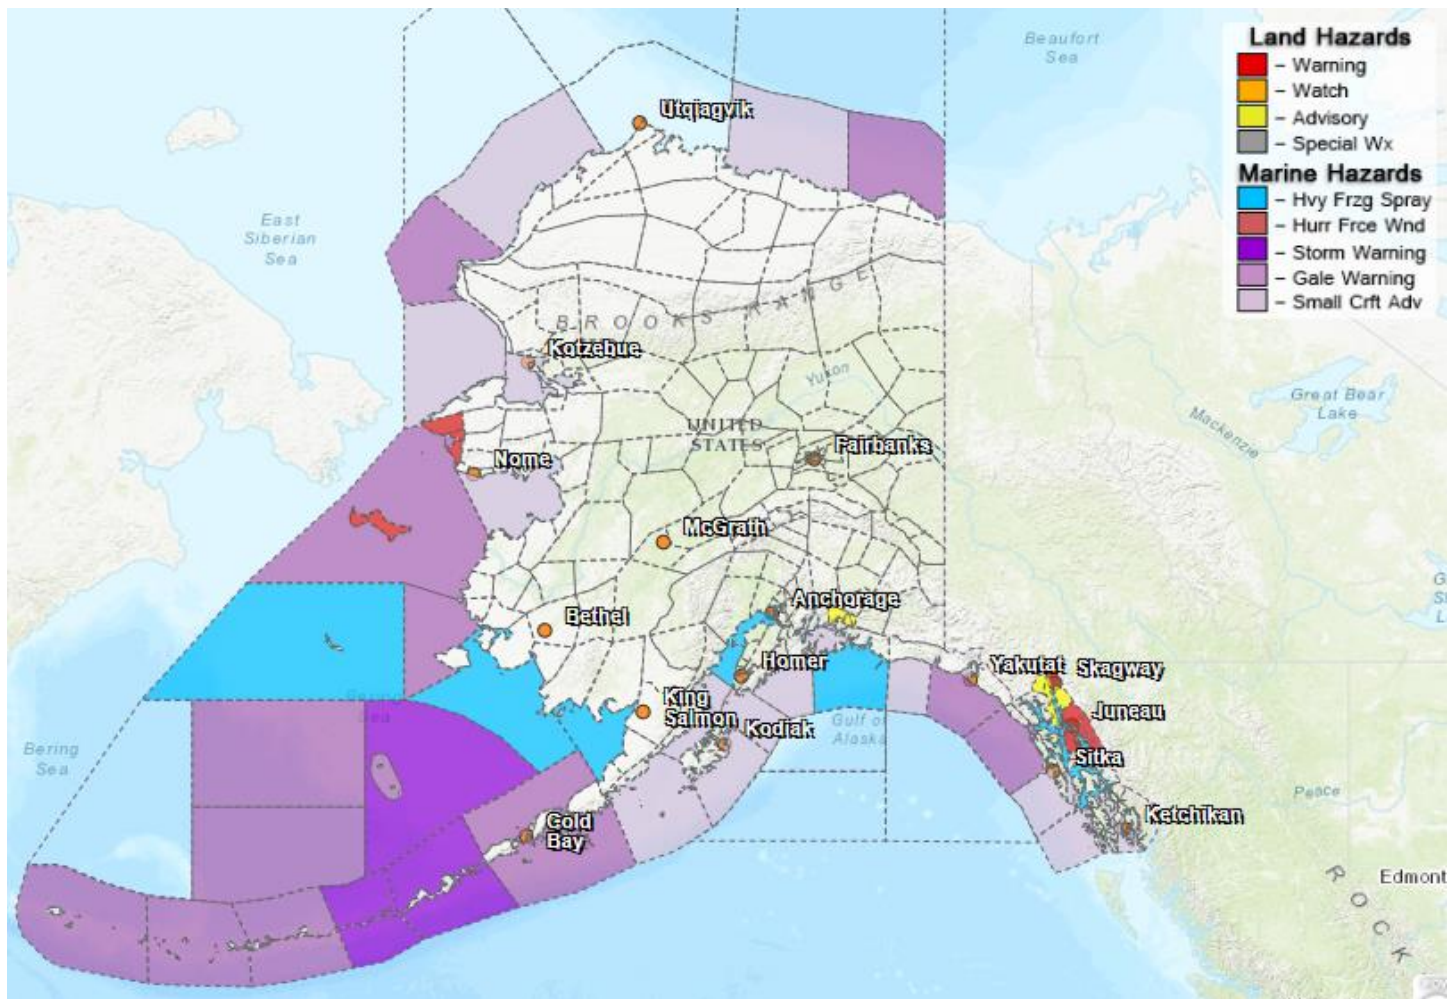 Land Hazards
– Warning
– Watch
– Advisory
– Special Wx
Marine Hazards
– Hvy Frzg Spray
– Hurr Frce Wnd
– Storm Warning
– Gale Warning
– Small Crft Adv
Beaufort
Sea
Utqiagvik
East
Siberian
Sea
BROOKS RANGE
Kotzebue
Yukon
Great Bear
Lake
Mackenzie
UNITED
STATES
Fairbanks
Nome
McGrath
Anchorage
Bethel
Homer
Yakutat
Skagway
King
Salmon
Juneau
Kodiak
Gulf of
Alaska
Bering
Sea
Sitka
Peace
Cold
Bay
Ketchikan
Edmont
ROCK